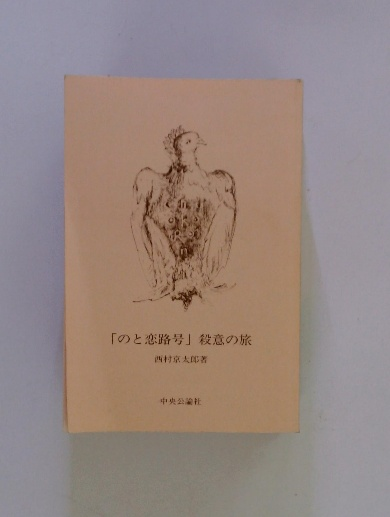 「のと恋路号」殺意の旅
西村京太郎著
中央公論社